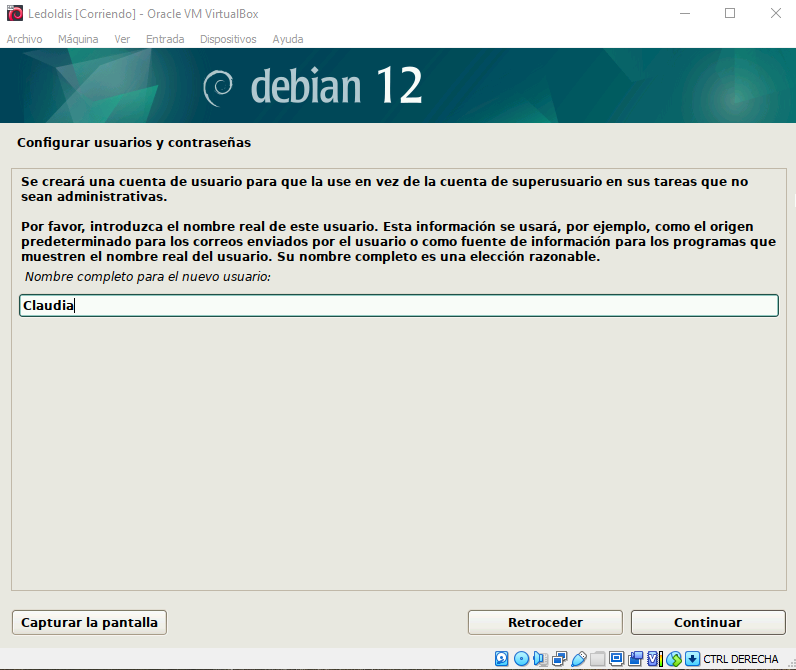 Ledoldis [Corriendo] - Oracle VM VirtualBox
Archivo Máquina Ver Entrada Dispositivos Ayuda
debian 12
Configurar usuarios y contraseñas
Se creará una cuenta de usuario para que la use en vez de la cuenta de superusuario en sus tareas que no
sean administrativas.
Por favor, introduzca el nombre real de este usuario. Esta información se usará, por ejemplo, como el origen
predeterminado para los correos enviados por el usuario o como fuente de información para los programas que
muestren el nombre real del usuario. Su nombre completo es una elección razonable.
Nombre completo para el nuevo usuario:
Claudia
Capturar la pantalla Retroceder Continuar
CTRL DERECHA